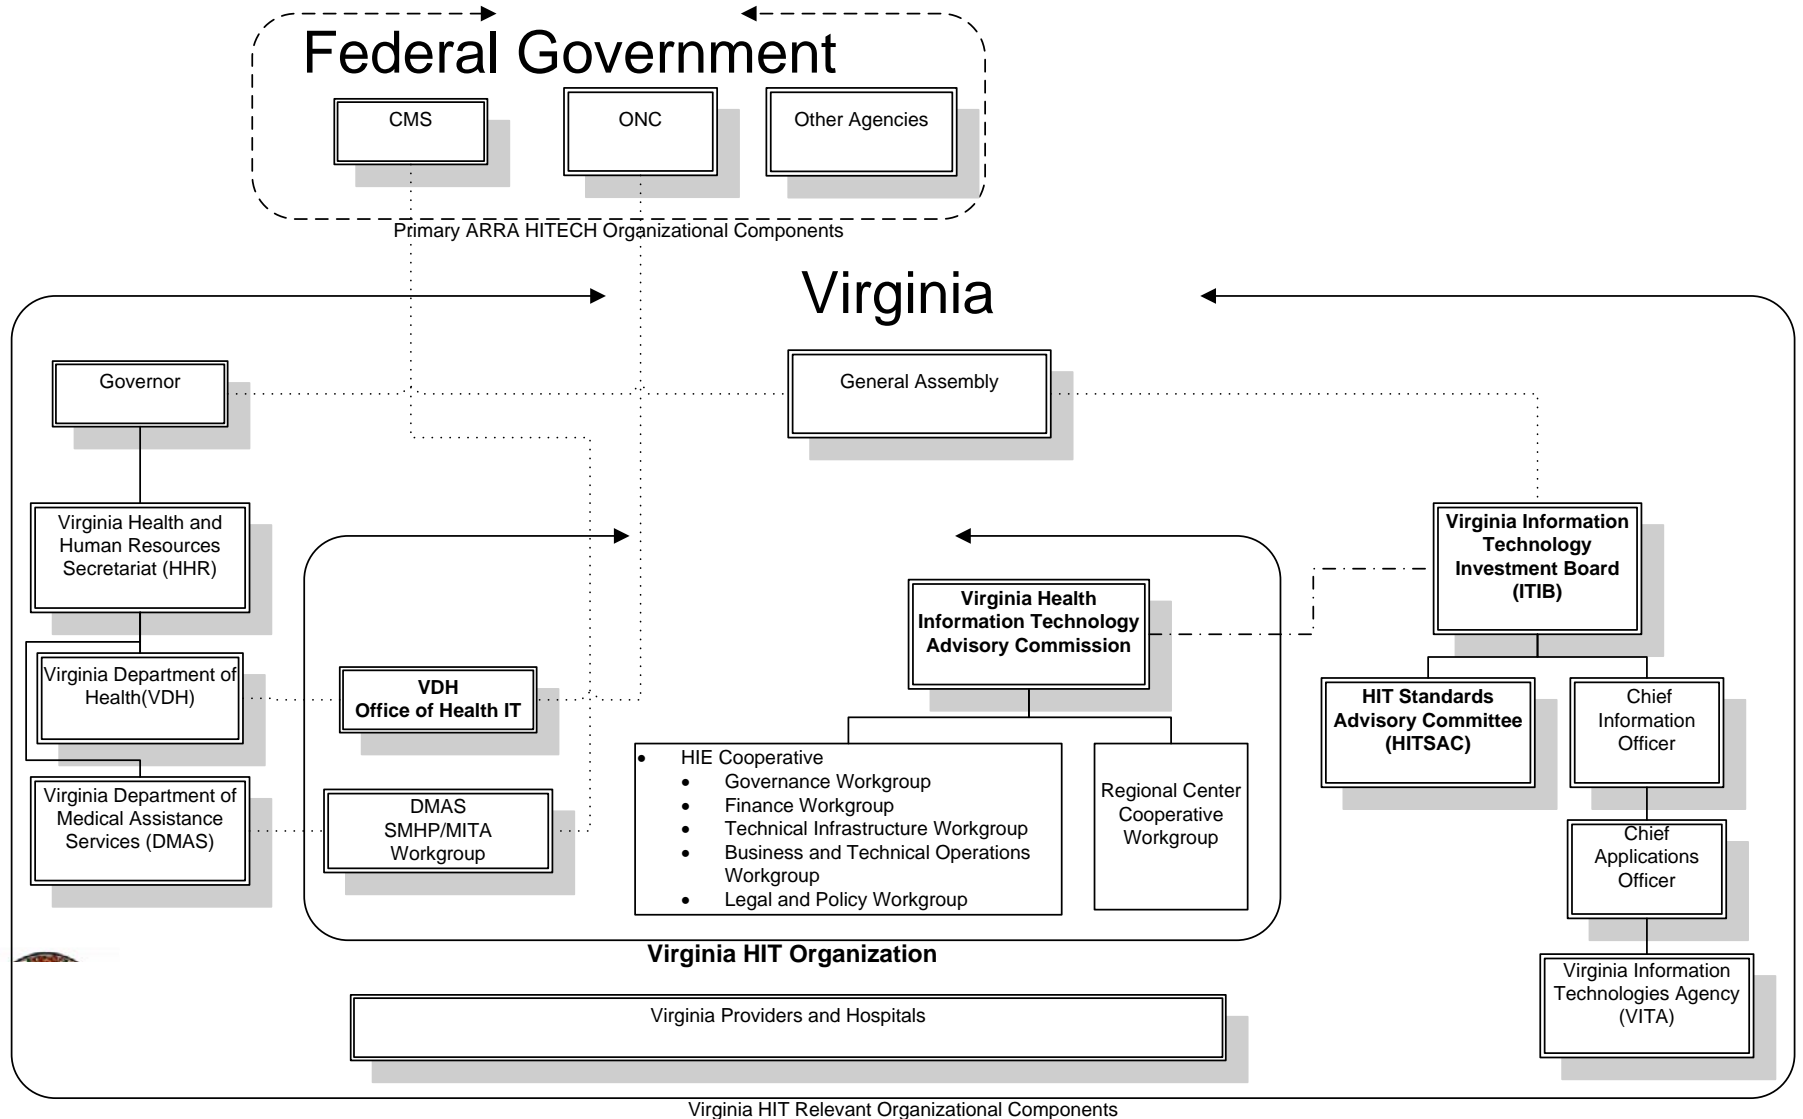 Federal Government
CMS
ONC
Other Agencies
Primary ARRA HITECH Organizational Components
Virginia
Governor
General Assembly
Virginia Health and
Human Resources
Secretariat (HHR)
Virginia Information
Technology
Investment Board
(ITIB)
Virginia Health
Information Technology
Advisory Commission
Virginia Department of
Health(VDH)
VDH
Office of Health IT
HIT Standards
Advisory Committee
(HITSAC)
Chief
Information
Officer
Virginia Department of
Medical Assistance
Services (DMAS)
DMAS
SMHP/MITA
Workgroup
• HIE Cooperative
• Governance Workgroup
• Finance Workgroup
• Technical Infrastructure Workgroup
• Business and Technical Operations
Workgroup
• Legal and Policy Workgroup
Regional Center
Cooperative
Workgroup
Chief
Applications
Officer
Virginia HIT Organization
Virginia Information
Technologies Agency
(VITA)
Virginia Providers and Hospitals
Virginia HIT Relevant Organizational Components